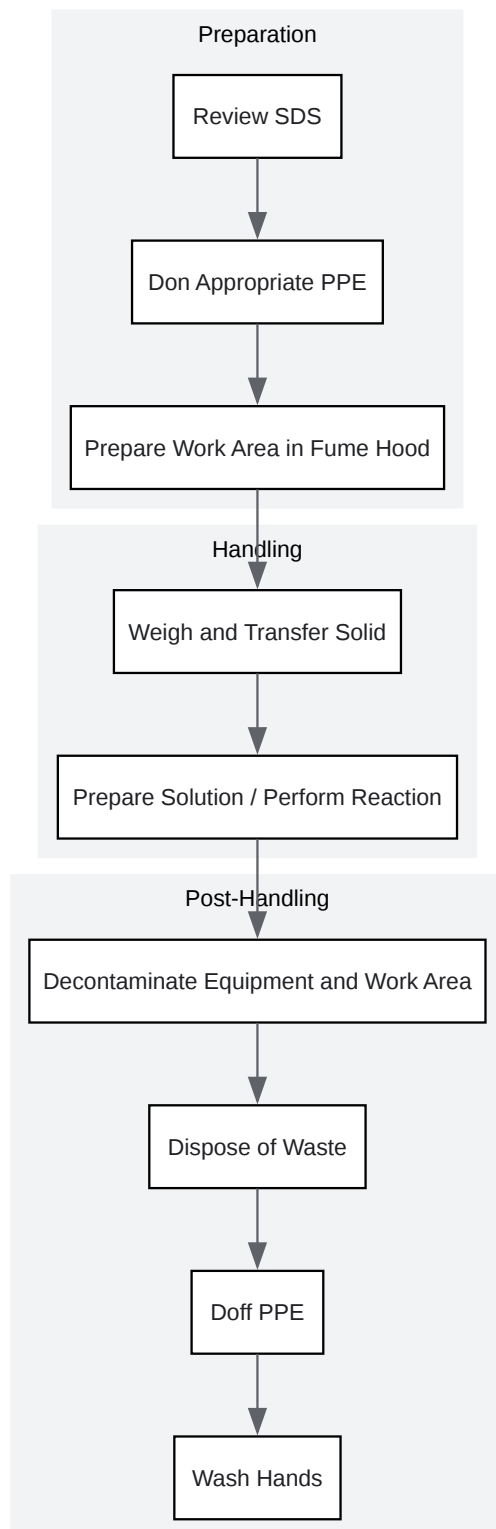 Preparation
Review SDS
Don Appropriate PPE
Prepare Work Area in Fume Hood
Handling
Weigh and Transfer Solid
Prepare Solution / Perform Reaction
Post-Handling
Decontaminate Equipment and Work Area
Dispose of Waste
Doff PPE
Wash Hands